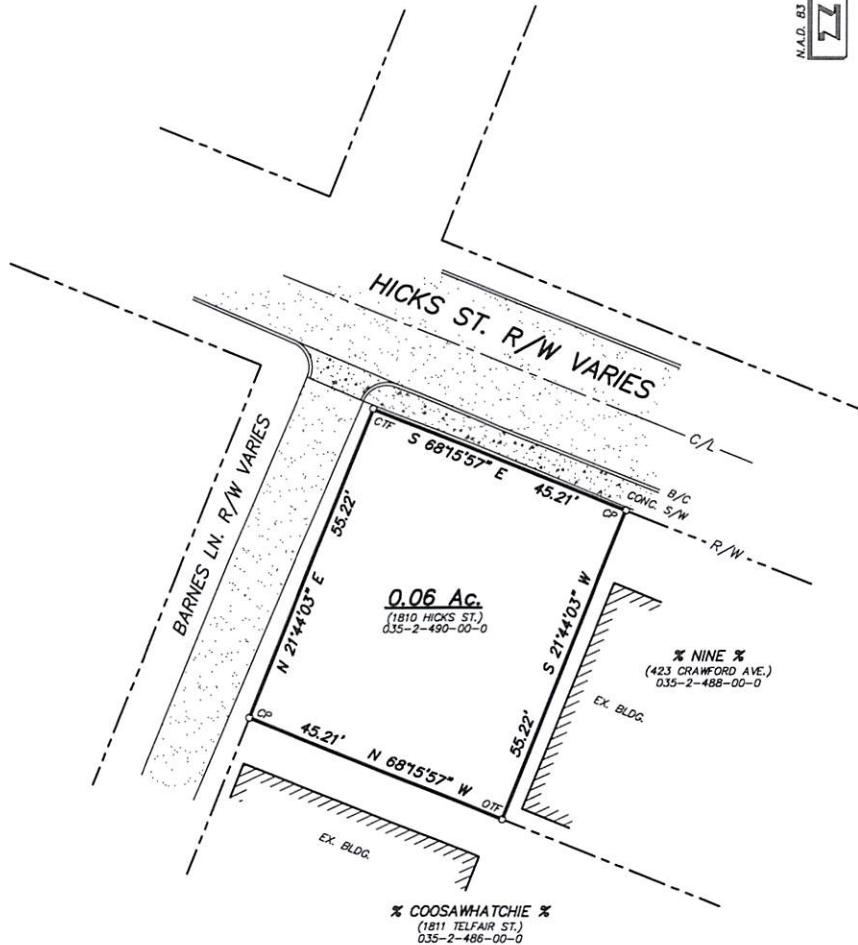 N.A.D. 83
HICKS ST. R/W VARIES
C/L
B/C
CONC. S/W
R/W
BARNES LN. R/W VARIES
CTF
S 68°15'57" E
45.21'
CP
N 21°44'03" E
55.22'
0.06 Ac.
(1810 HICKS ST.)
035-2-490-00-0
S 21°44'03" W
55.22'
% NINE %
(423 CRAWFORD AVE.)
035-2-488-00-0
EX. BLDG.
CP
45.21'
N 68°15'57" W
OTF
EX. BLDG.
% COOSAWHATCHIE %
(1811 TELFAIR ST.)
035-2-486-00-0